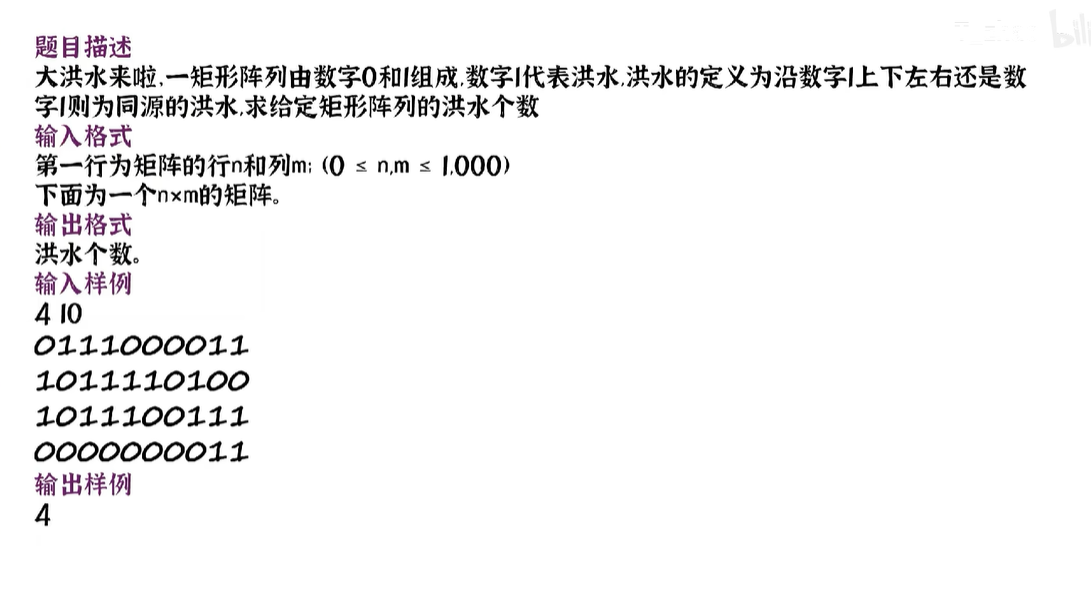 题目描述
大洪水来啦,一矩形阵列由数字0和1组成,数字1代表洪水,洪水的定义为沿数字1上下左右还是数
字1则为同源的洪水,求给定矩形阵列的洪水个数
输入格式
第一行为矩阵的行n和列m; (0 ≤ n,m ≤ 1,000)
下面为一个n×m的矩阵。
输出格式
洪水个数。
输入样例
4 10
0111000011
1011110100
1011100111
0000000011
输出样例
4
bili